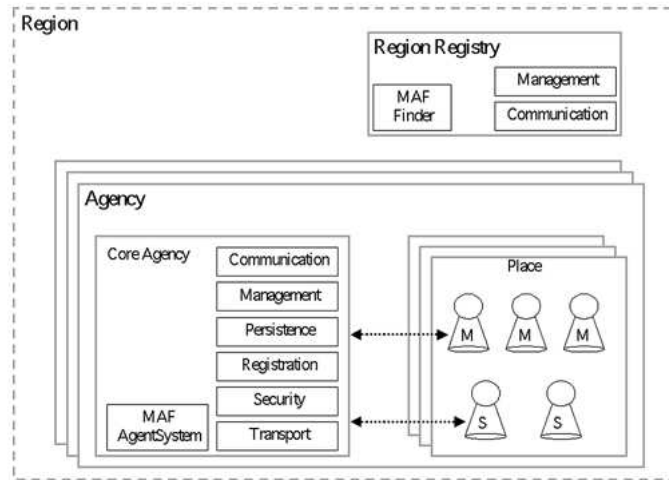 Region
Region Registry
MAF
Finder
Management
Communication
Agency
Core Agency
Communication
Management
Persistence
Registration
Security
Transport
MAF
AgentSystem
Place
M M M
S S